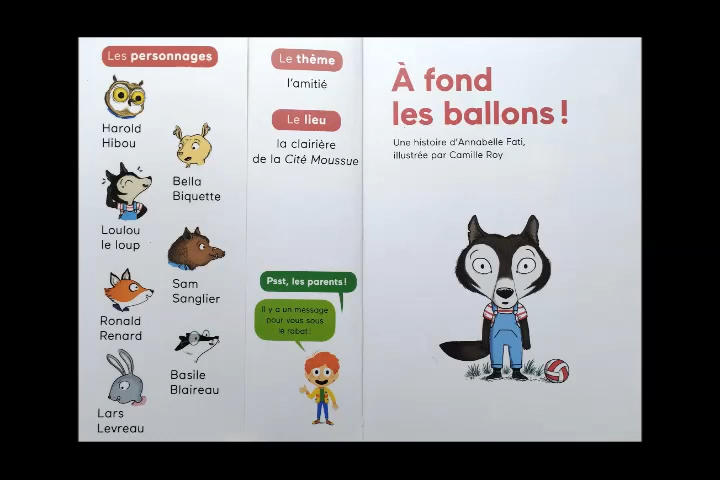 Les personnages
Harold
Hibou
Bella
Biquette
Loulou
le loup
Sam
Sanglier
Ronald
Renard
Basile
Blaireau
Lars
Levreau
Le thème
l'amitié
Le lieu
la clairière
de la Cité Moussue
Psst, les parents !
Il y a un message
pour vous sous
le rabat !
À fond
les ballons !
Une histoire d'Annabelle Fati,
illustrée par Camille Roy